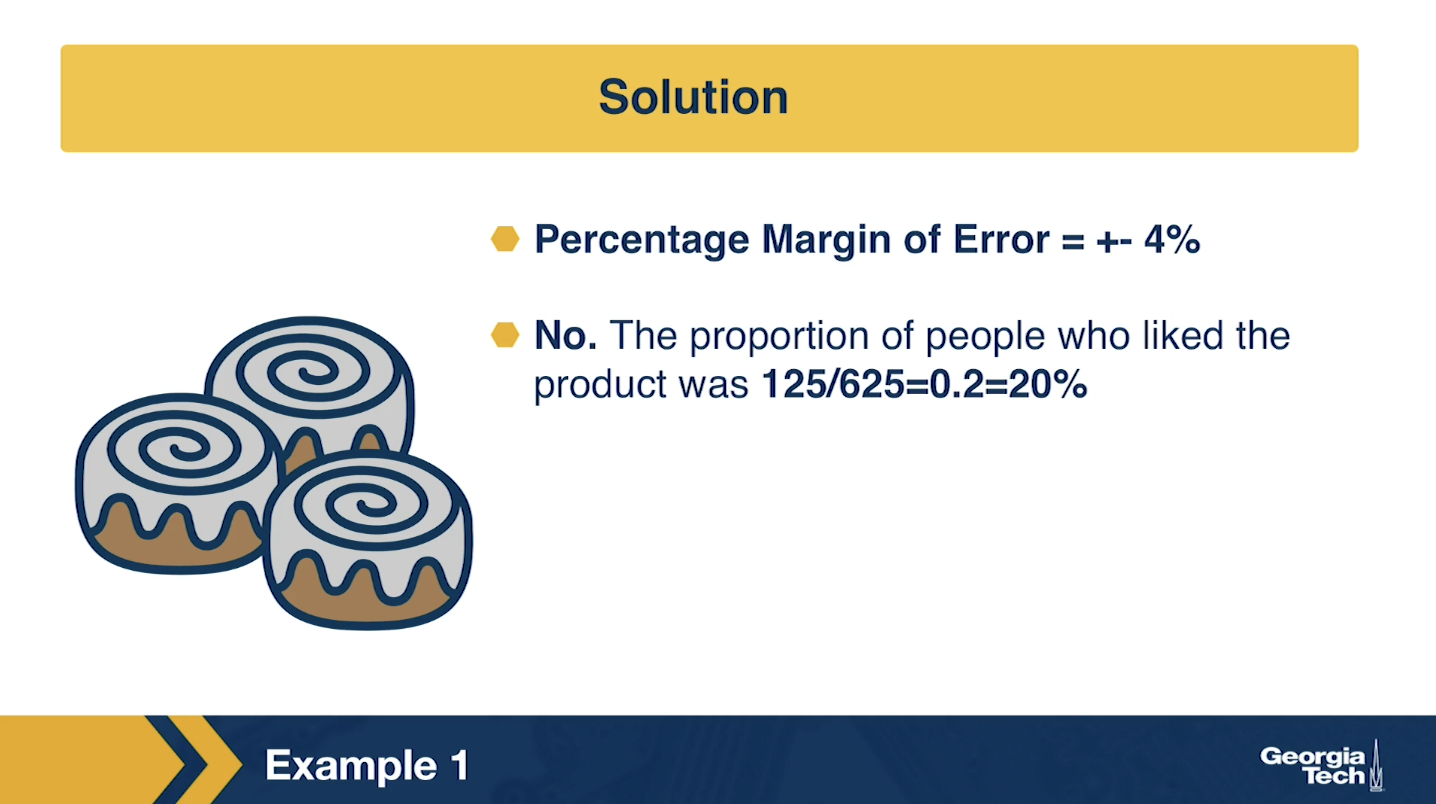 Solution
Percentage Margin of Error = +- 4%
No. The proportion of people who liked the
product was 125/625=0.2=20%
Example 1
Georgia
Tech